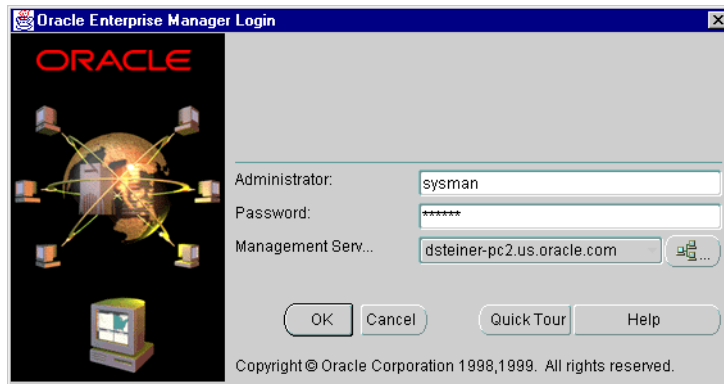 Oracle Enterprise Manager Login
ORACLE
Administrator:
sysman
Password:
******
Management Serv...
dsteiner-pc2.us.oracle.com
...
OK
Cancel
Quick Tour
Help
Copyright © Oracle Corporation 1998,1999. All rights reserved.